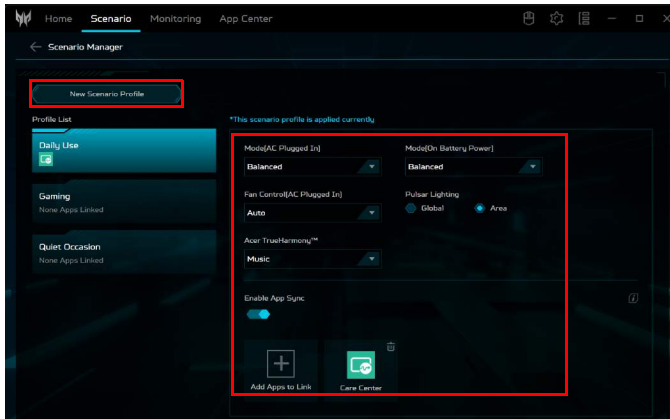 Home Scenario Monitoring App Center
Scenario Manager
New Scenario Profile
Profile List
Daily Use
Gaming
None Apps Linked
Quiet Occasion
None Apps Linked
*This scenario profile is applied currently
Mode(AC Plugged In) Mode(On Battery Power)
Balanced Balanced
Fan Control(AC Plugged In) Pulsar Lighting
Auto Global Area
Acer TrueHarmony™
Music
Enable App Sync
Add Apps to Link Care Center